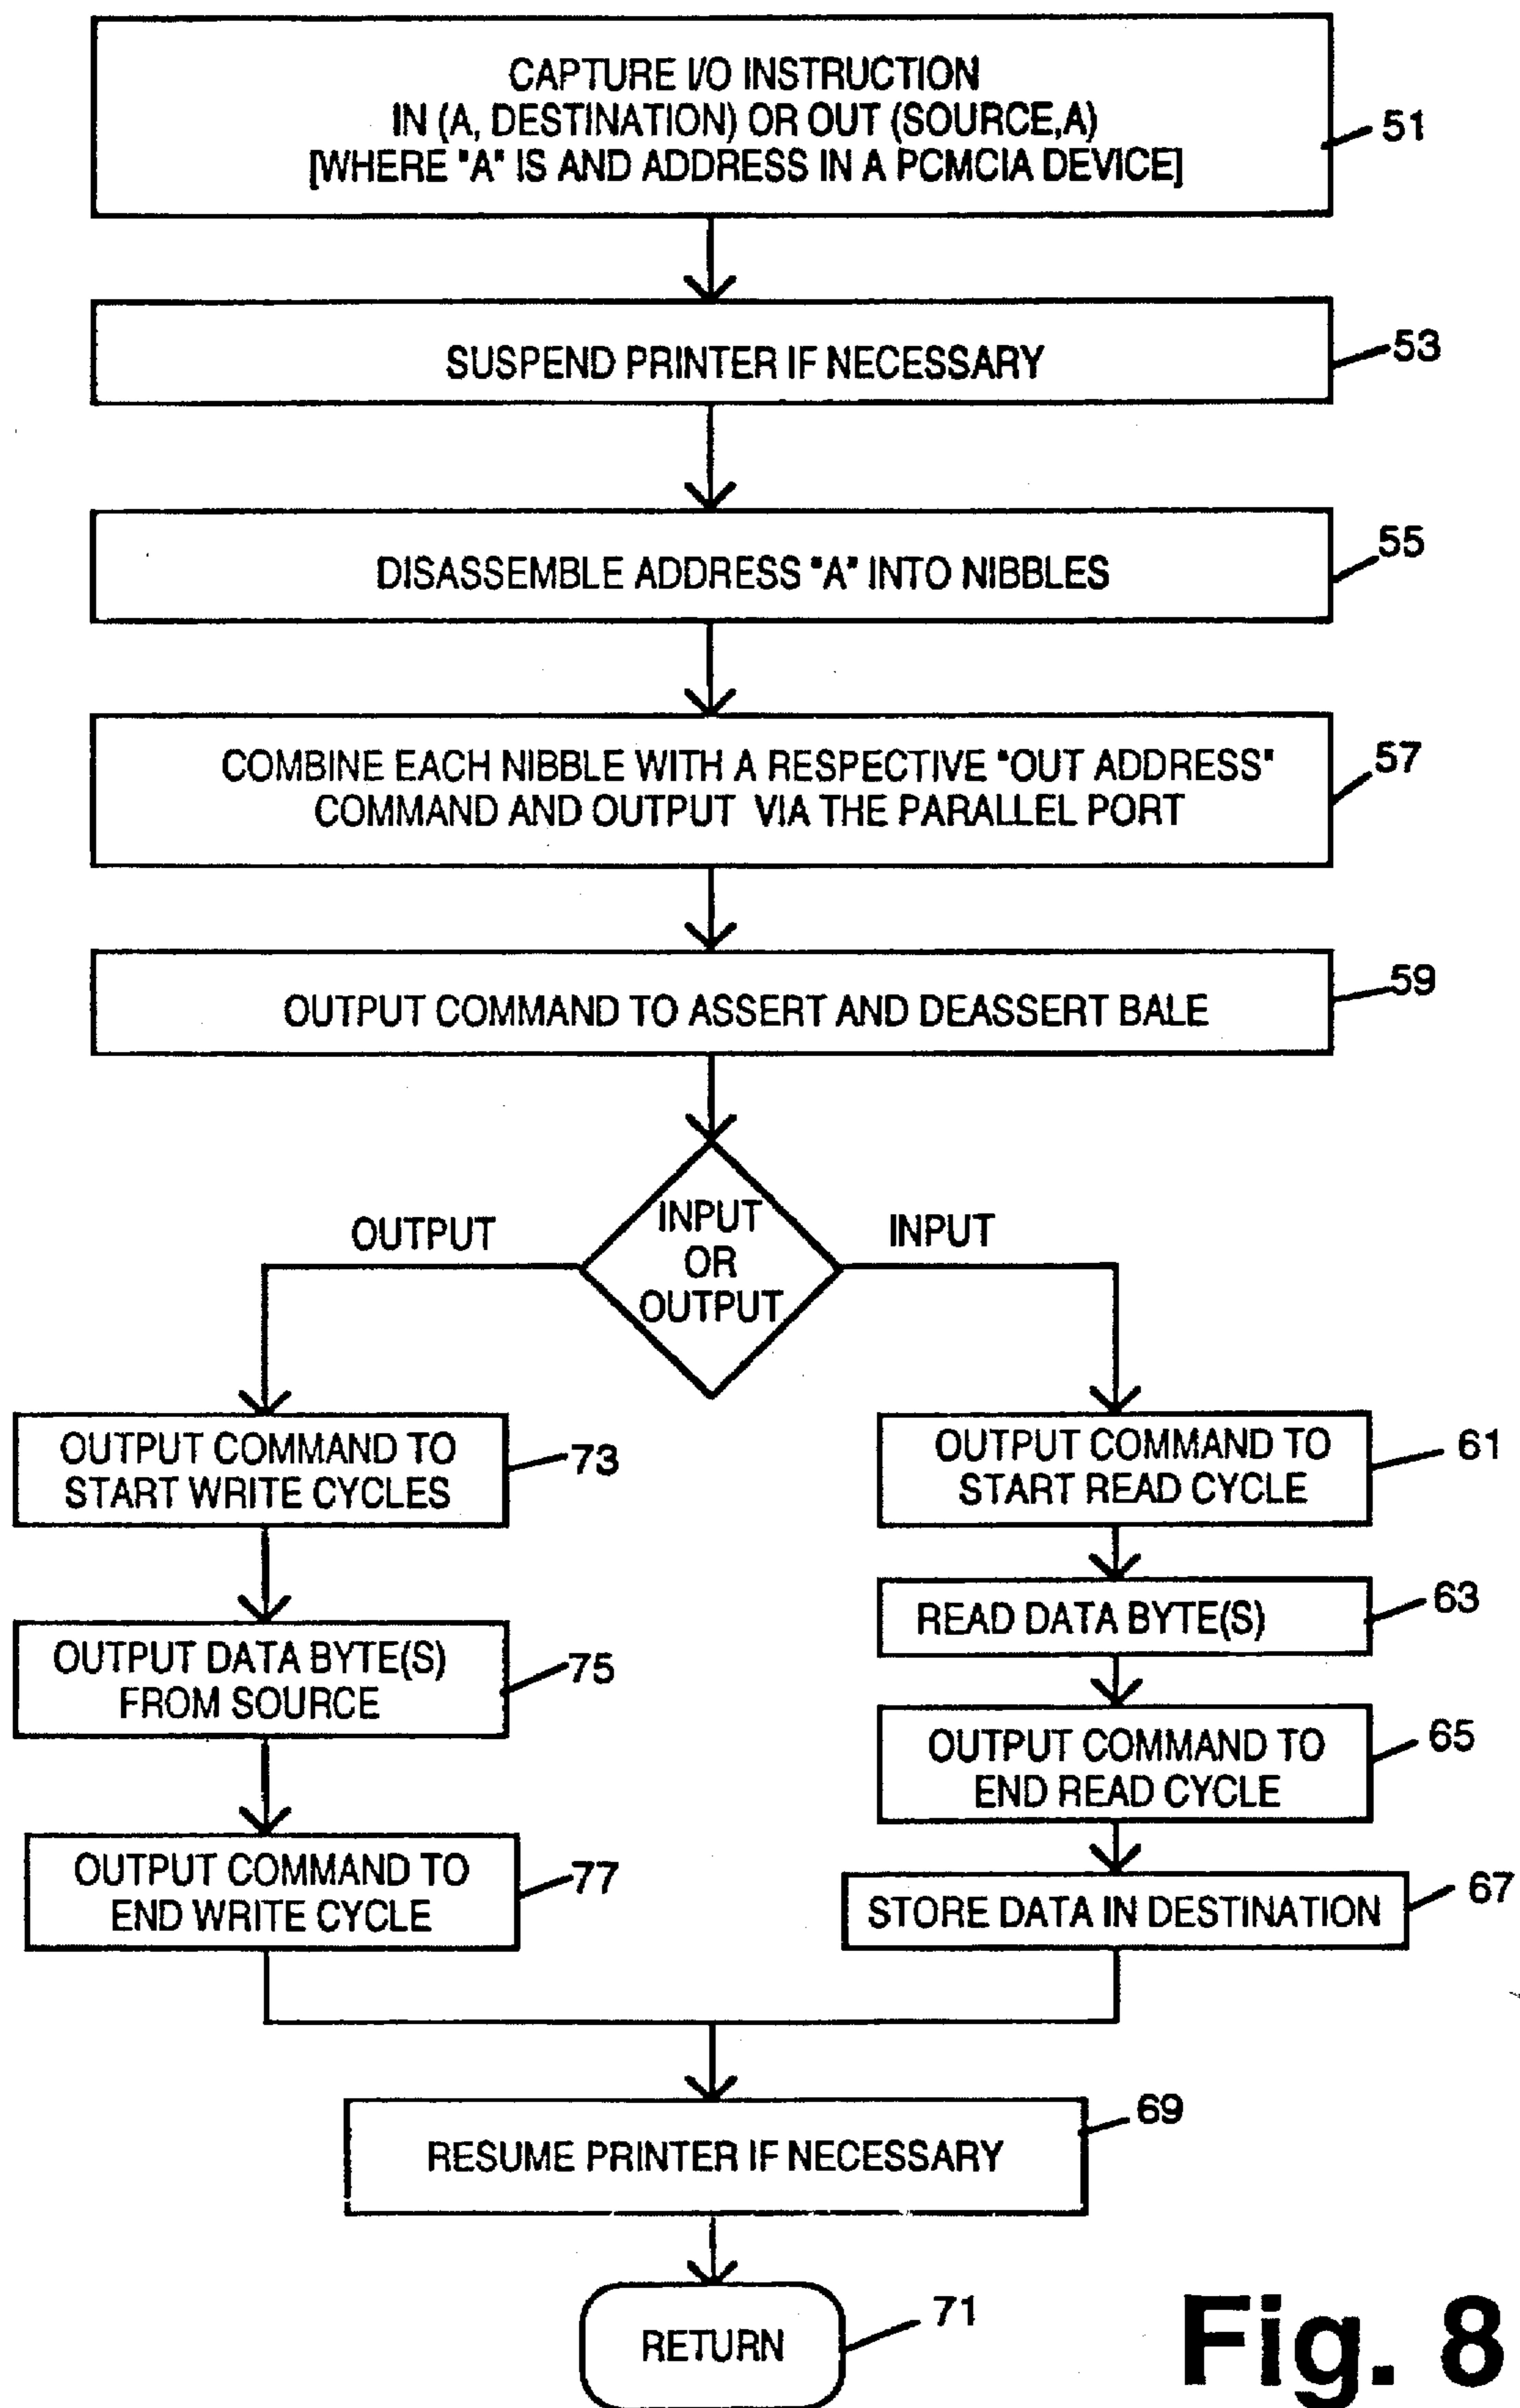 CAPTURE I/O INSTRUCTION
IN (A, DESTINATION) OR OUT (SOURCE,A)
[WHERE "A" IS AND ADDRESS IN A PCMCIA DEVICE]
51
SUSPEND PRINTER IF NECESSARY
53
DISASSEMBLE ADDRESS "A" INTO NIBBLES
55
COMBINE EACH NIBBLE WITH A RESPECTIVE "OUT ADDRESS"
COMMAND AND OUTPUT VIA THE PARALLEL PORT
57
OUTPUT COMMAND TO ASSERT AND DEASSERT BALE
59
INPUT
OR
OUTPUT
OUTPUT
INPUT
OUTPUT COMMAND TO
START WRITE CYCLES
73
OUTPUT DATA BYTE(S)
FROM SOURCE
75
OUTPUT COMMAND TO
END WRITE CYCLE
77
OUTPUT COMMAND TO
START READ CYCLE
61
READ DATA BYTE(S)
63
OUTPUT COMMAND TO
END READ CYCLE
65
STORE DATA IN DESTINATION
67
RESUME PRINTER IF NECESSARY
69
RETURN
71
Fig. 8